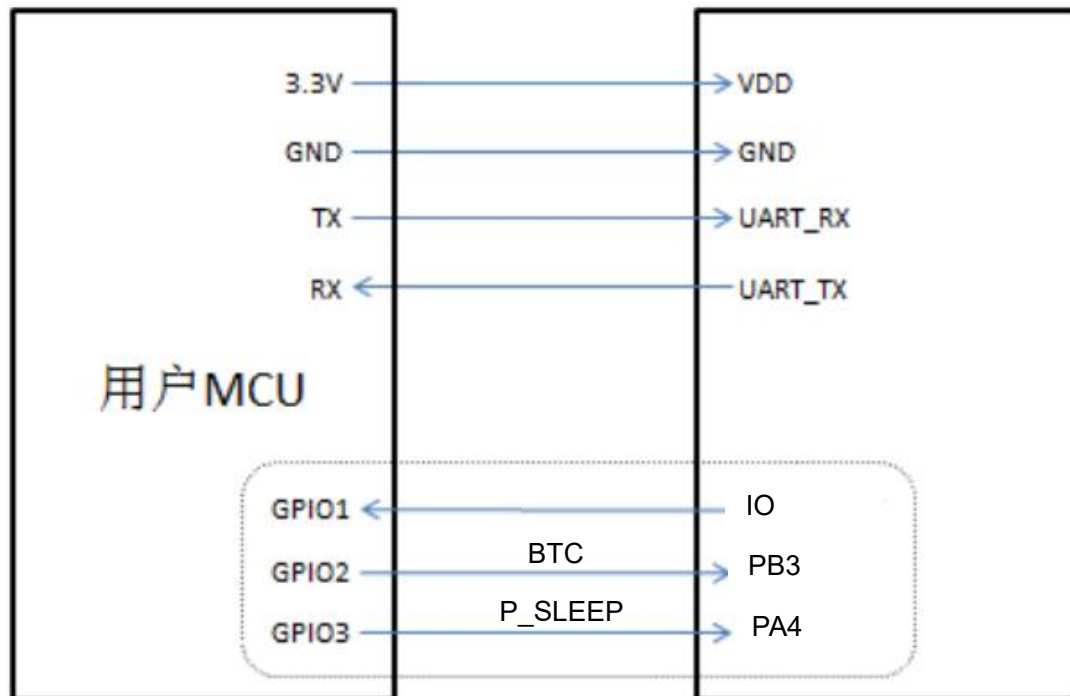 3.3V VDD
GND GND
TX UART_RX
RX UART_TX
用户MCU
GPIO1 IO
BTC
GPIO2 PB3
P_SLEEP
GPIO3 PA4